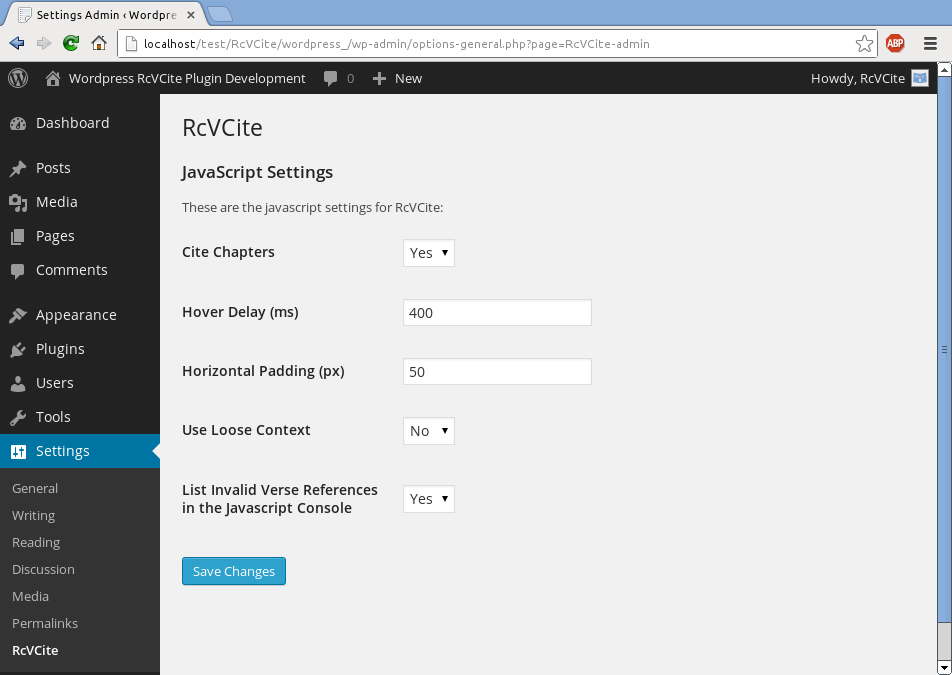 Settings Admin ‹ Wordpre
localhost/test/RcVCite/wordpress_/wp-admin/options-general.php?page=RcVCite-admin
ABP
Wordpress RcVCite Plugin Development 0 New Howdy, RcVCite
Dashboard
Posts
Media
Pages
Comments
Appearance
Plugins
Users
Tools
Settings
General
Writing
Reading
Discussion
Media
Permalinks
RcVCite
RcVCite
JavaScript Settings
These are the javascript settings for RcVCite:
Cite Chapters Yes
Hover Delay (ms) 400
Horizontal Padding (px) 50
Use Loose Context No
List Invalid Verse References
in the Javascript Console Yes
Save Changes